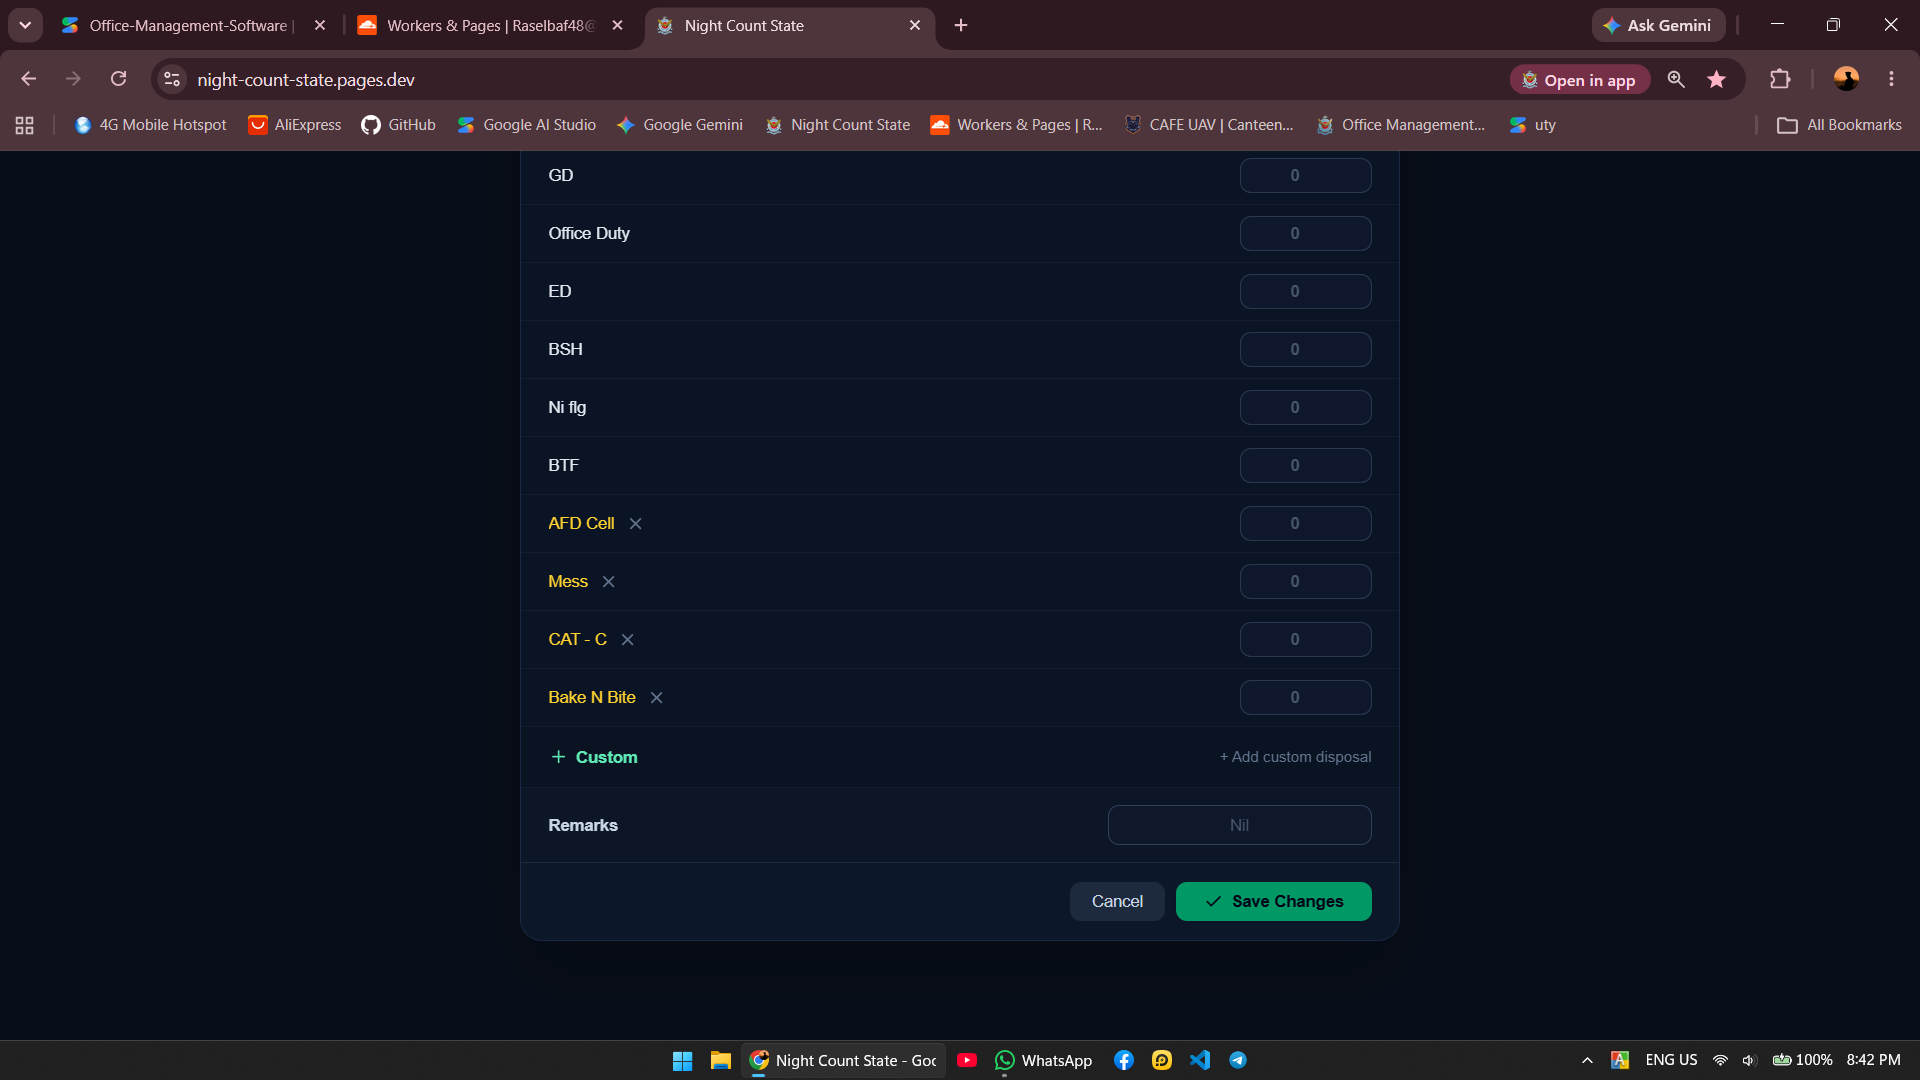 Office-Management-Software |
Workers & Pages | Raselbaf48@
Night Count State
Ask Gemini
night-count-state.pages.dev
Open in app
4G Mobile Hotspot
AliExpress
GitHub
Google AI Studio
Google Gemini
Night Count State
Workers & Pages | R...
CAFE UAV | Canteen...
Office Management...
uty
All Bookmarks
GD 0
Office Duty 0
ED 0
BSH 0
Ni flg 0
BTF 0
AFD Cell 0
Mess 0
CAT - C 0
Bake N Bite 0
+ Custom + Add custom disposal
Remarks Nil
Cancel Save Changes
Night Count State - Goo
WhatsApp
ENG US
100%
8:42 PM